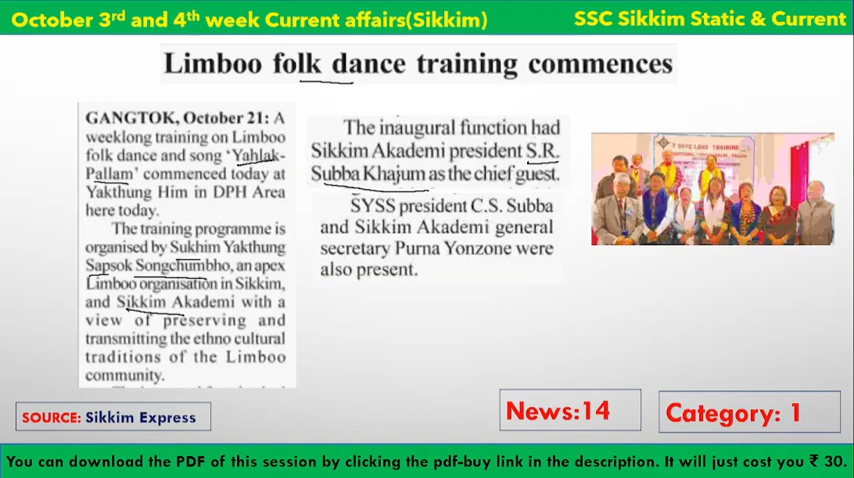 October 3rd and 4th week Current affairs(Sikkim)
SSC Sikkim Static & Current
Limboo folk dance training commences
GANGTOK, October 21: A
weeklong training on Limboo
folk dance and song ‘Yahlak-
Pallam’ commenced today at
Yakthung Him in DPH Area
here today.
The training programme is
organised by Sukhim Yakthung
Sapsok Songchumbho, an apex
Limboo organisation in Sikkim,
and Sikkim Akademi with a
view of preserving and
transmitting the ethno cultural
traditions of the Limboo
community.
The inaugural function had
Sikkim Akademi president S.R.
Subba Khajum as the chief guest.
SYSS president C.S. Subba
and Sikkim Akademi general
secretary Purna Yonzone were
also present.
7 DAYS LONG TRAINING
SOURCE: Sikkim Express
News:14
Category: 1
You can download the PDF of this session by clicking the pdf-buy link in the description. It will just cost you ₹ 30.